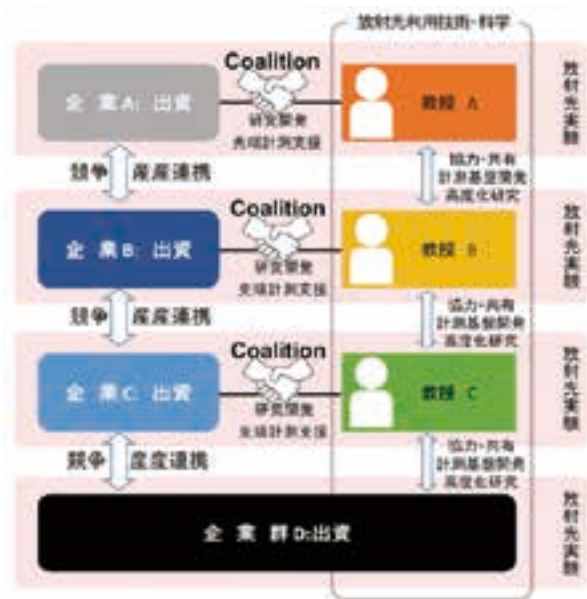 放射光利用技術・科学
Coalition
企 業A: 出資
教授 A
研究開発
先端計測支援
放射光実験
競争
産産連携
協力・共有
計測基盤開発
高度化研究
Coalition
企 業B: 出資
教授 B
研究開発
先端計測支援
放射光実験
競争
産産連携
協力・共有
計測基盤開発
高度化研究
Coalition
企 業C: 出資
教授 C
研究開発
先端計測支援
放射光実験
競争
産産連携
協力・共有
計測基盤開発
高度化研究
企 業 群D:出資
放射光実験